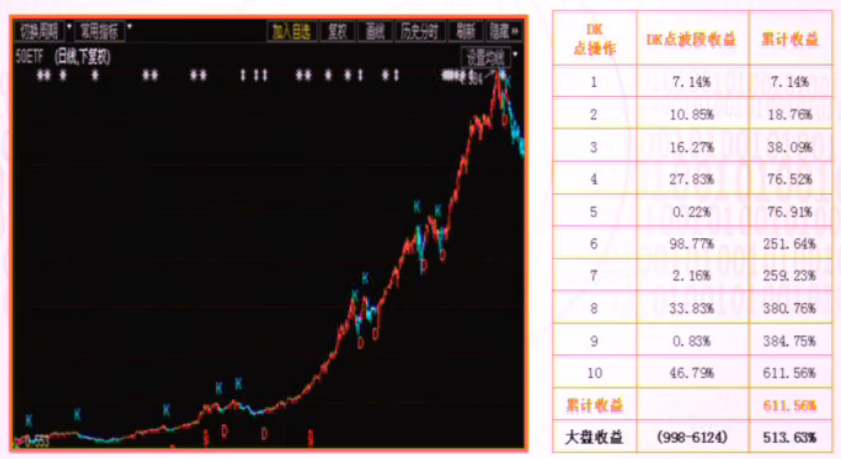 切换周期 常用指标 加入自选 复权 画线 历史分时 刷新 隐藏
50ETF (日线,下复权) 设置均线
K
K
K
K
K
K
K
K
K
D
D
D
D
D
D
D
DK
点操作 DK点波段收益 累计收益
1 7.14% 7.14%
2 10.85% 18.76%
3 16.27% 38.09%
4 27.83% 76.52%
5 0.22% 76.91%
6 98.77% 251.64%
7 2.16% 259.23%
8 33.83% 380.76%
9 0.83% 384.75%
10 46.79% 611.56%
累计收益 611.56%
大盘收益 (998-6124) 513.63%